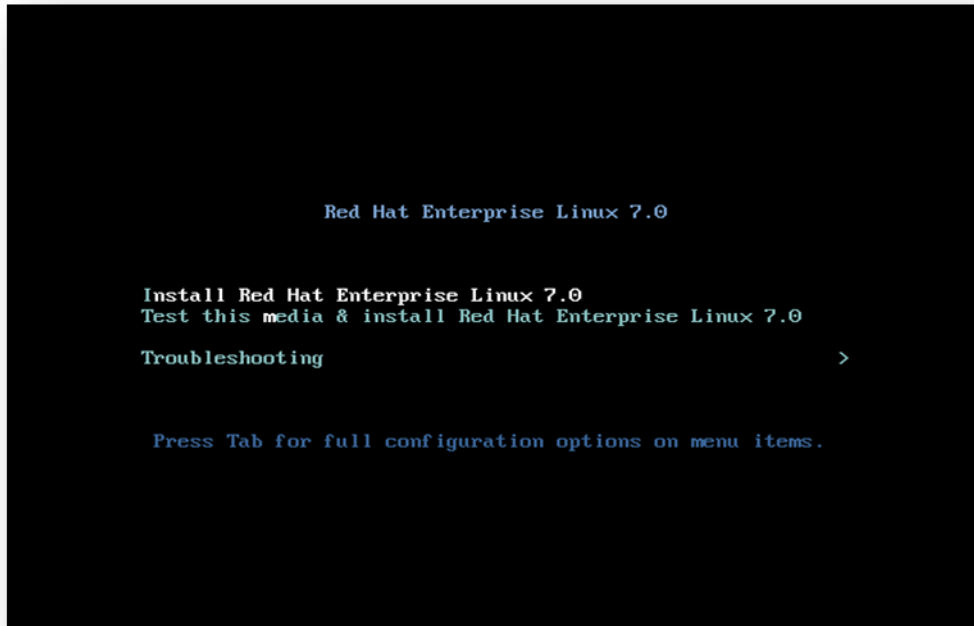 Red Hat Enterprise Linux 7.0
Install Red Hat Enterprise Linux 7.0
Test this media & install Red Hat Enterprise Linux 7.0
Troubleshooting >
Press Tab for full configuration options on menu items.